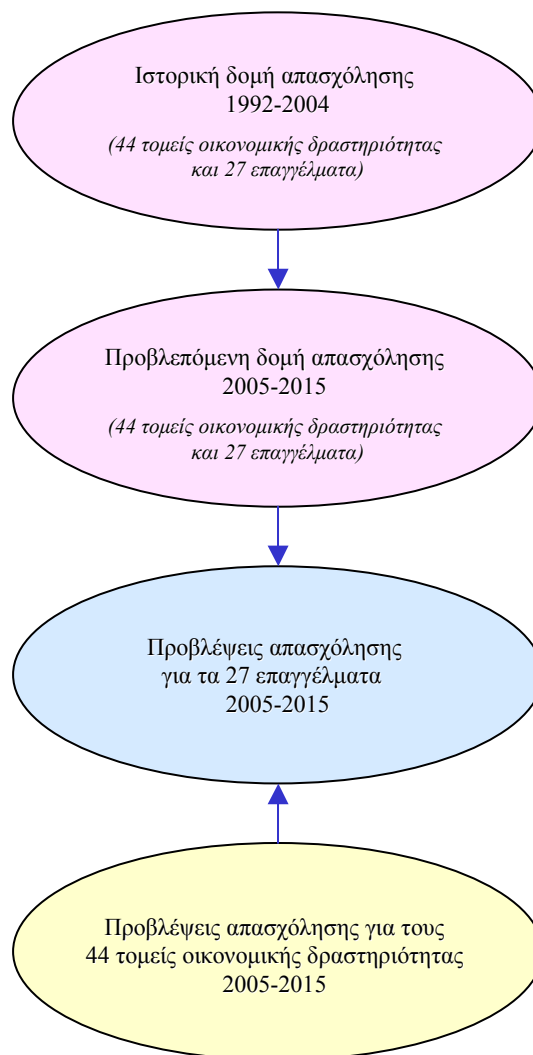 Ιστορική δομή απασχόλησης
1992-2004
(44 τομείς οικονομικής δραστηριότητας
και 27 επαγγέλματα)
Προβλεπόμενη δομή απασχόλησης
2005-2015
(44 τομείς οικονομικής δραστηριότητας
και 27 επαγγέλματα)
Προβλέψεις απασχόλησης
για τα 27 επαγγέλματα
2005-2015
Προβλέψεις απασχόλησης για τους
44 τομείς οικονομικής δραστηριότητας
2005-2015